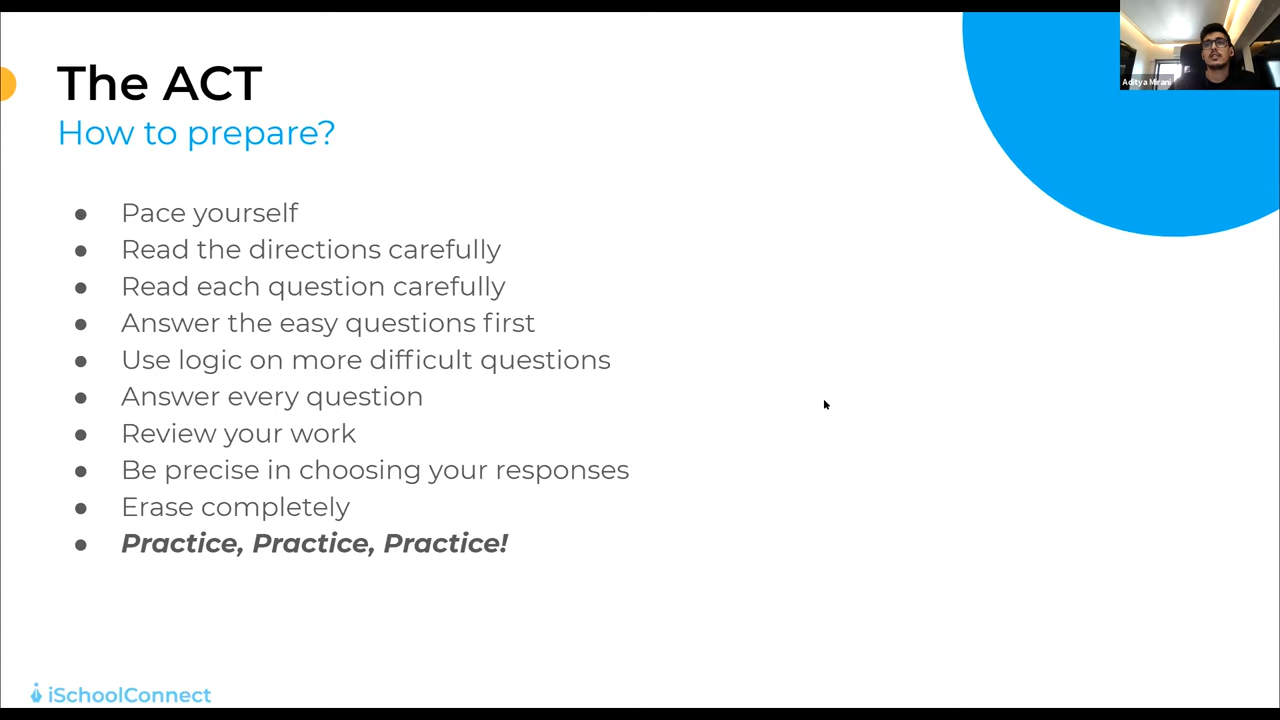 The ACT
How to prepare?
Aditya Mirani
● Pace yourself
● Read the directions carefully
● Read each question carefully
● Answer the easy questions first
● Use logic on more difficult questions
● Answer every question
● Review your work
● Be precise in choosing your responses
● Erase completely
● Practice, Practice, Practice!
iSchoolConnect